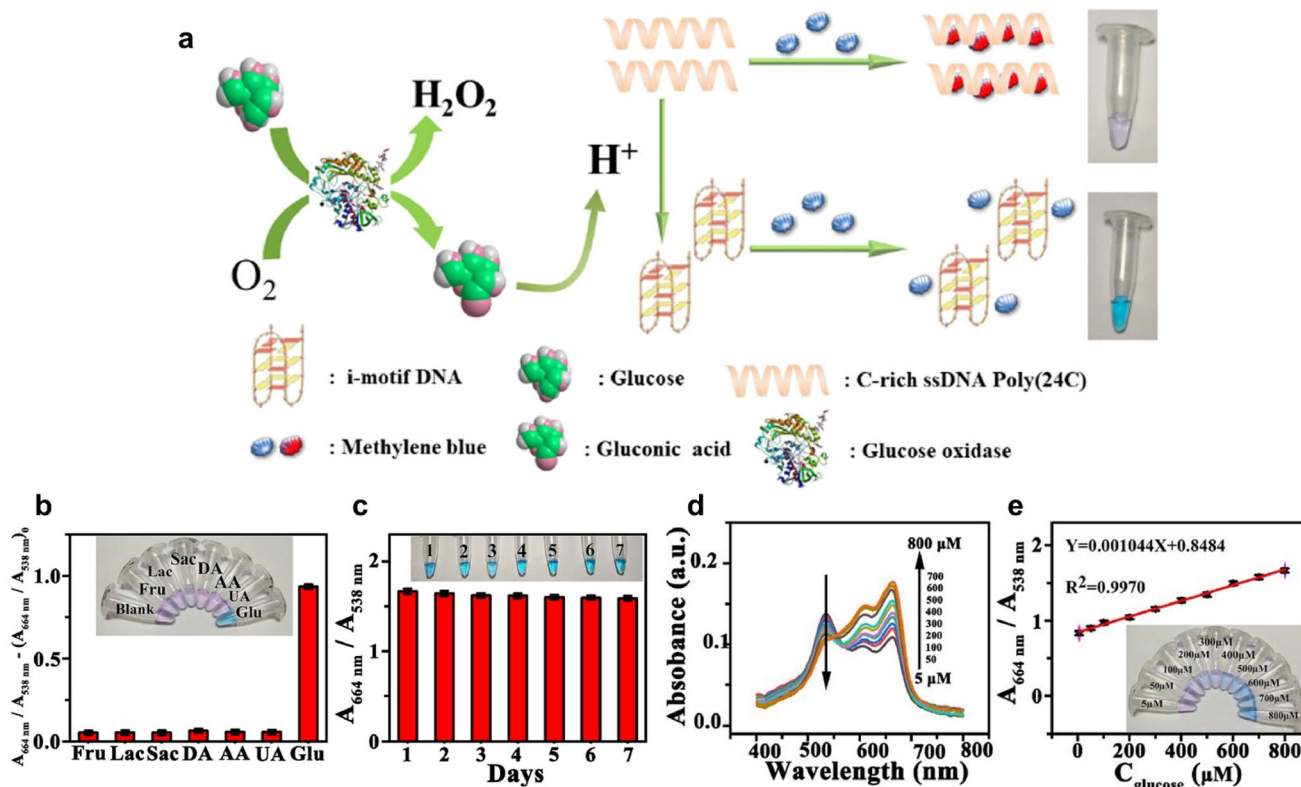 a
H₂O₂
H⁺
O₂
: i-motif DNA
: Glucose
: C-rich ssDNA Poly(24C)
: Methylene blue
: Gluconic acid
: Glucose oxidase
b
A664 nm / A538 nm - (A664 nm / A538 nm)0
1.0
0.5
0.0
Blank
Fru
Lac
Sac
DA
AA
UA
Glu
Fru Lac Sac DA AA UA Glu
c
A664 nm / A538 nm
2
1
0
1 2 3 4 5 6 7
1 2 3 4 5 6 7
Days
d
Absobance (a.u.)
0.2
0.1
0.0
800 μM
700
600
500
400
300
200
100
50
5 μM
400 500 600 700 800
Wavelength (nm)
e
A664 nm / A538 nm
2
1
0
Y=0.001044X+0.8484
R²=0.9970
5μM
50μM
100μM
200μM
300μM
400μM
500μM
600μM
700μM
800μM
0 200 400 600 800
Cglucose (μM)